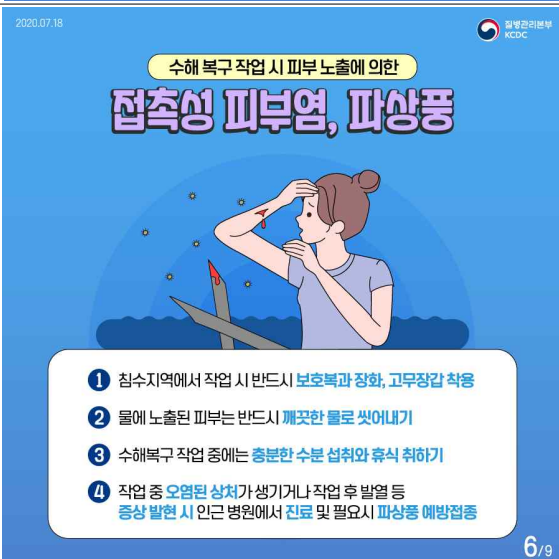 2020.07.18
질병관리본부
KCDC
수해 복구 작업 시 피부 노출에 의한
접촉성 피부염, 파상풍
1 침수지역에서 작업 시 반드시 보호복과 장화, 고무장갑 착용
2 물에 노출된 피부는 반드시 깨끗한 물로 씻어내기
3 수해복구 작업 중에는 충분한 수분 섭취와 휴식 취하기
4 작업 중 오염된 상처가 생기거나 작업 후 발열 등
증상 발현 시 인근 병원에서 진료 및 필요시 파상풍 예방접종
6/9